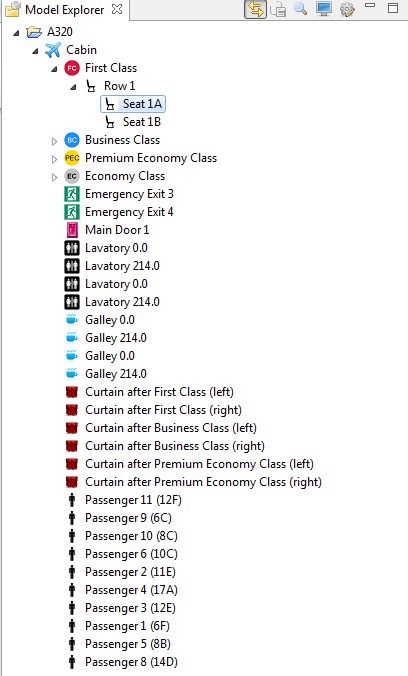 Model Explorer
A320
Cabin
FC First Class
Row 1
Seat 1A
Seat 1B
BC Business Class
PEC Premium Economy Class
EC Economy Class
Emergency Exit 3
Emergency Exit 4
Main Door 1
Lavatory 0.0
Lavatory 214.0
Lavatory 0.0
Lavatory 214.0
Galley 0.0
Galley 214.0
Galley 0.0
Galley 214.0
Curtain after First Class (left)
Curtain after First Class (right)
Curtain after Business Class (left)
Curtain after Business Class (right)
Curtain after Premium Economy Class (left)
Curtain after Premium Economy Class (right)
Passenger 11 (12F)
Passenger 9 (6C)
Passenger 10 (8C)
Passenger 6 (10C)
Passenger 2 (11E)
Passenger 4 (17A)
Passenger 3 (12E)
Passenger 1 (6F)
Passenger 5 (8B)
Passenger 8 (14D)